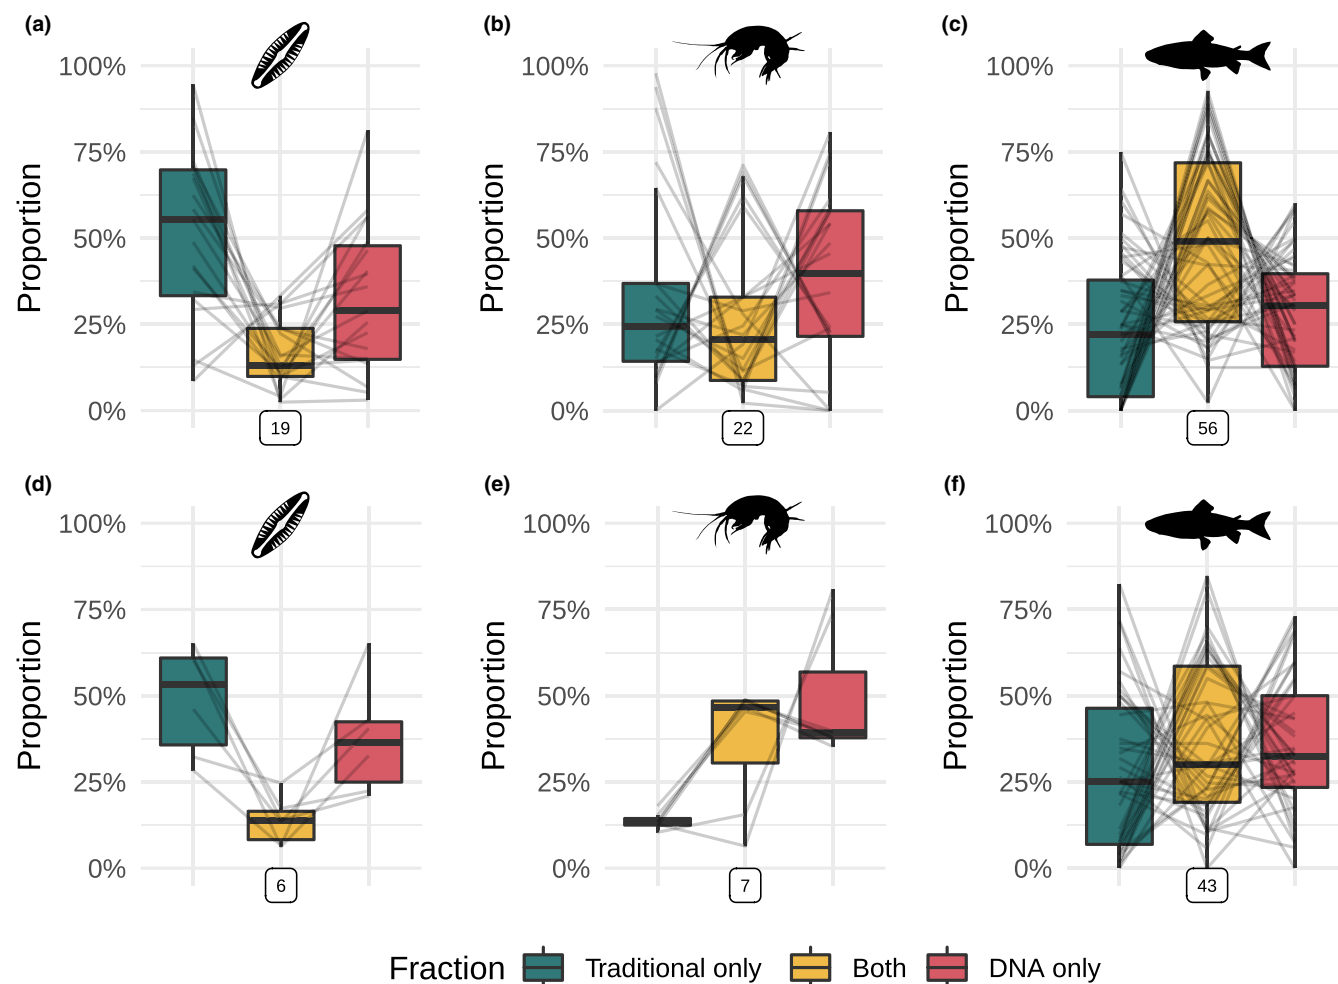 (a)
(b)
(c)
100%
75%
50%
25%
0%
Proportion
19
100%
75%
50%
25%
0%
Proportion
22
100%
75%
50%
25%
0%
Proportion
56
(d)
(e)
(f)
100%
75%
50%
25%
0%
Proportion
6
100%
75%
50%
25%
0%
Proportion
7
100%
75%
50%
25%
0%
Proportion
43
Fraction Traditional only Both DNA only